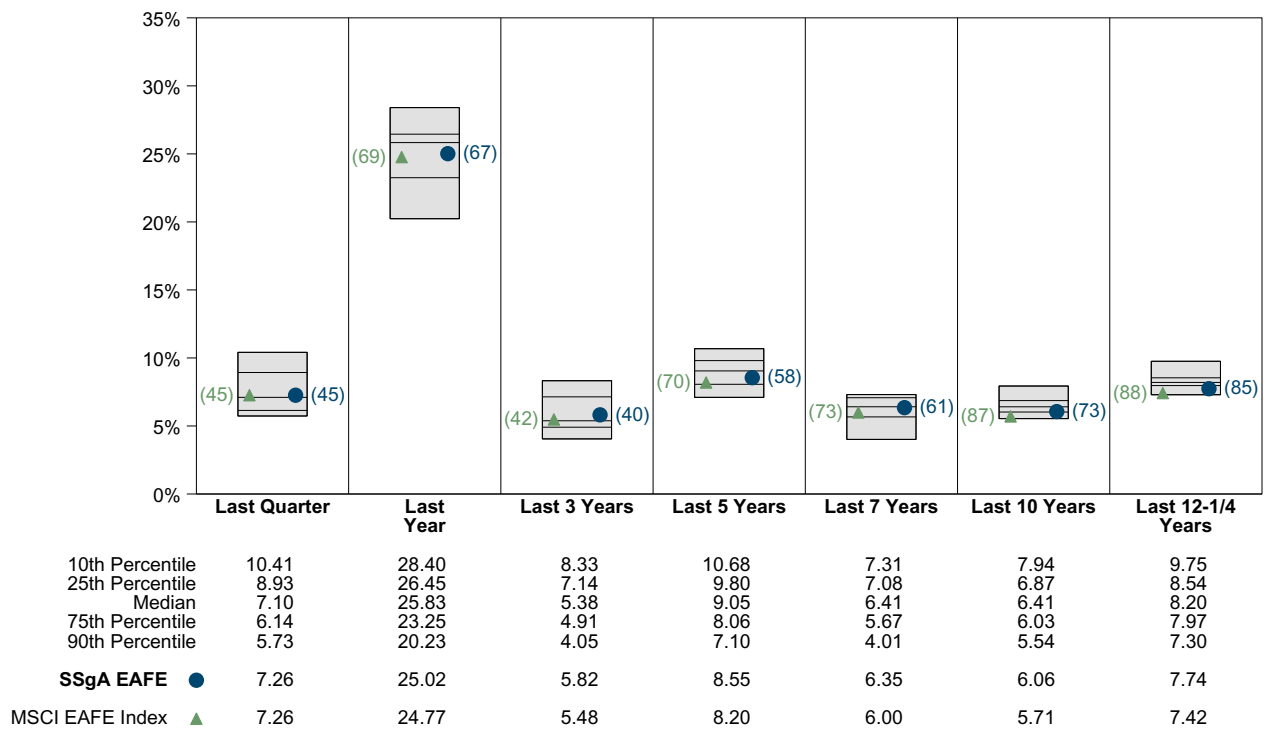 35%
30%
25%
20%
15%
10%
5%
0%
(45) (45)
(69) (67)
(42) (40)
(70) (58)
(73) (61)
(87) (73)
(88) (85)
Last Quarter Last Year Last 3 Years Last 5 Years Last 7 Years Last 10 Years Last 12-1/4 Years
10th Percentile 10.41 28.40 8.33 10.68 7.31 7.94 9.75
25th Percentile 8.93 26.45 7.14 9.80 7.08 6.87 8.54
Median 7.10 25.83 5.38 9.05 6.41 6.41 8.20
75th Percentile 6.14 23.25 4.91 8.06 5.67 6.03 7.97
90th Percentile 5.73 20.23 4.05 7.10 4.01 5.54 7.30
SSgA EAFE 7.26 25.02 5.82 8.55 6.35 6.06 7.74
MSCI EAFE Index 7.26 24.77 5.48 8.20 6.00 5.71 7.42